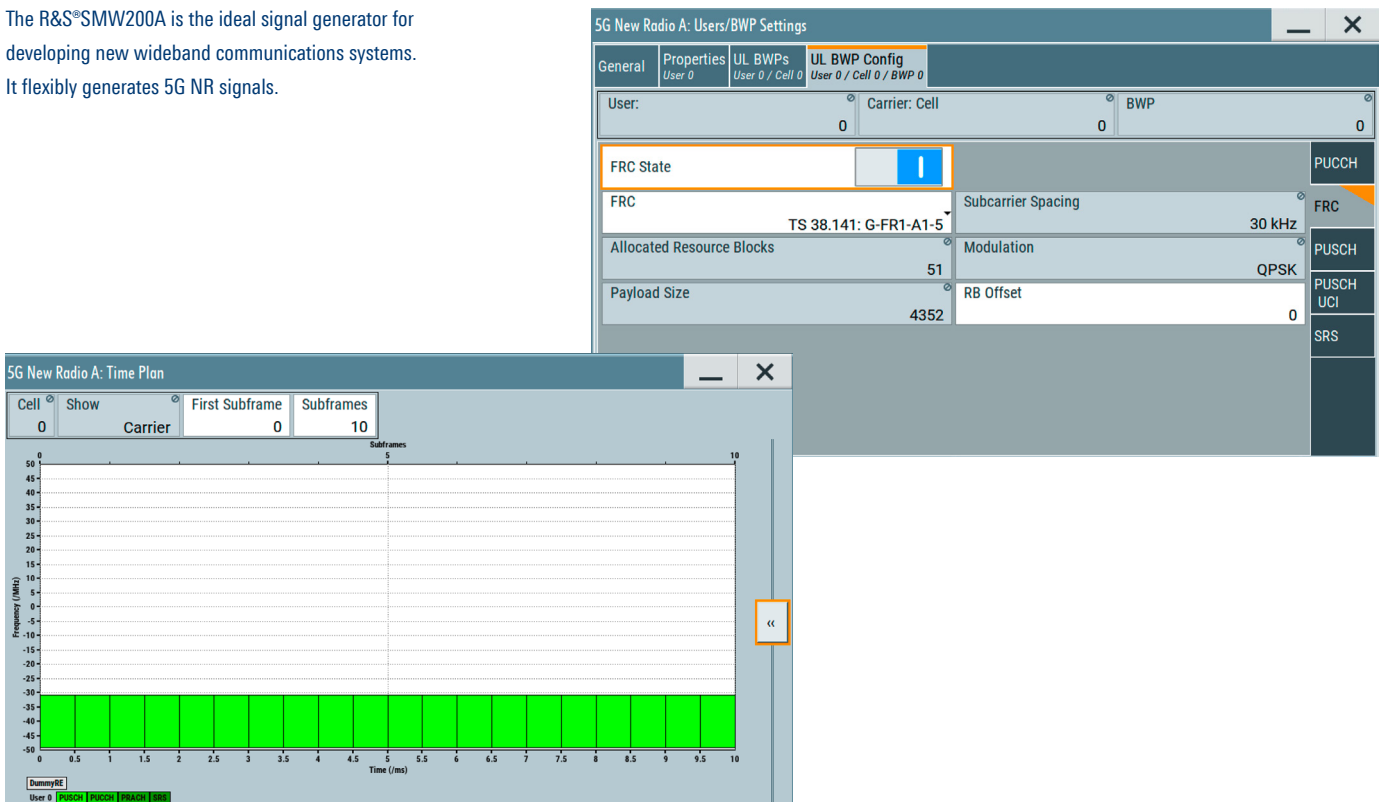 The R&S®SMW200A is the ideal signal generator for
developing new wideband communications systems.
It flexibly generates 5G NR signals.
5G New Radio A: Users/BWP Settings
General
Properties
User 0
UL BWPs
User 0 / Cell 0
UL BWP Config
User 0 / Cell 0 / BWP 0
User:
0
Carrier: Cell
0
BWP
0
FRC State
FRC
TS 38.141: G-FR1-A1-5
Subcarrier Spacing
30 kHz
Allocated Resource Blocks
51
Modulation
QPSK
Payload Size
4352
RB Offset
0
PUCCH
FRC
PUSCH
PUSCH
UCI
SRS
5G New Radio A: Time Plan
Cell
0
Show
Carrier
First Subframe
0
Subframes
10
Subframes
0 5 10
50
45
40
35
30
25
20
15
10
5
0
-5
-10
-15
-20
-25
-30
-35
-40
-45
-50
Frequency (/MHz)
0 0.5 1 1.5 2 2.5 3 3.5 4 4.5 5 5.5 6 6.5 7 7.5 8 8.5 9 9.5 10
Time (/ms)
«
DummyRE
User 0 PUSCH PUCCH PRACH SRS